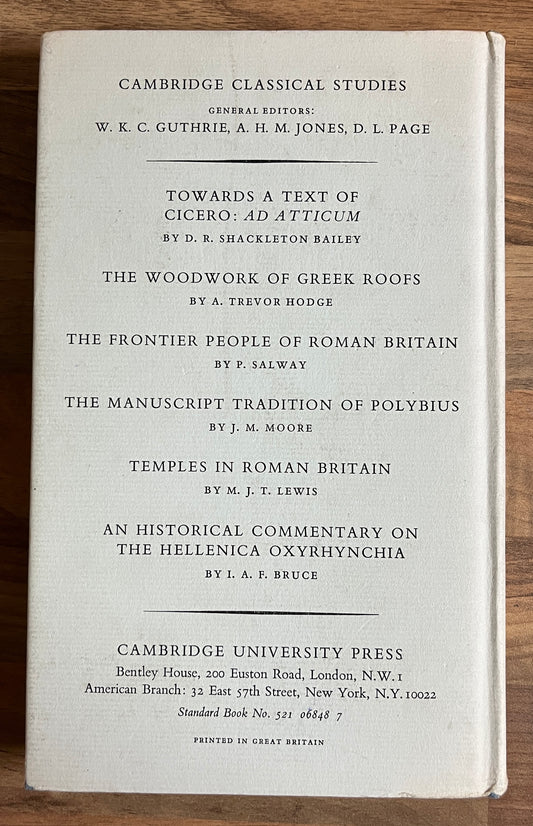 CAMBRIDGE CLASSICAL STUDIES
GENERAL EDITORS:
W. K. C. GUTHRIE, A. H. M. JONES, D. L. PAGE
TOWARDS A TEXT OF
CICERO: AD ATTICUM
BY D. R. SHACKLETON BAILEY
THE WOODWORK OF GREEK ROOFS
BY A. TREVOR HODGE
THE FRONTIER PEOPLE OF ROMAN BRITAIN
BY P. SALWAY
THE MANUSCRIPT TRADITION OF POLYBIUS
BY J. M. MOORE
TEMPLES IN ROMAN BRITAIN
BY M. J. T. LEWIS
AN HISTORICAL COMMENTARY ON
THE HELLENICA OXYRHYNCHIA
BY I. A. F. BRUCE
CAMBRIDGE UNIVERSITY PRESS
Bentley House, 200 Euston Road, London, N.W.1
American Branch: 32 East 57th Street, New York, N.Y.10022
Standard Book No. 521 06848 7
PRINTED IN GREAT BRITAIN